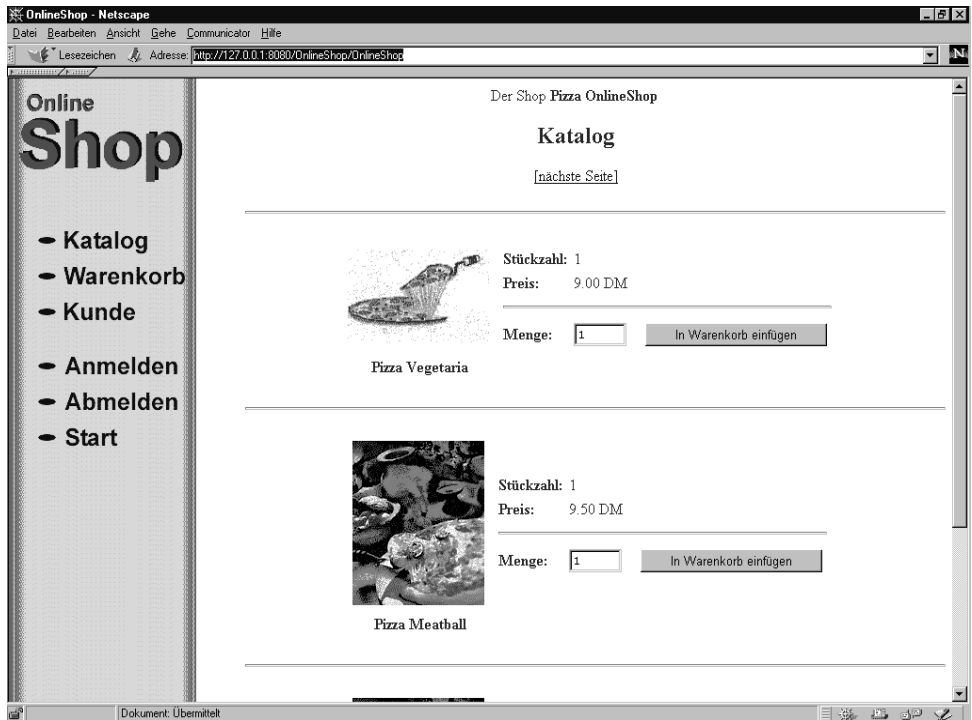 OnlineShop - Netscape
Datei Bearbeiten Ansicht Gehe Communicator Hilfe
Lesezeichen Adresse: http://127.0.0.1:8080/OnlineShop/OnlineShop
N
Online
Shop
Katalog
Warenkorb
Kunde
Anmelden
Abmelden
Start
Der Shop Pizza OnlineShop
Katalog
[nächste Seite]
Stückzahl: 1
Preis: 9.00 DM
Menge: 1 In Warenkorb einfügen
Pizza Vegetaria
Stückzahl: 1
Preis: 9.50 DM
Menge: 1 In Warenkorb einfügen
Pizza Meatball
Dokument: Übermittelt